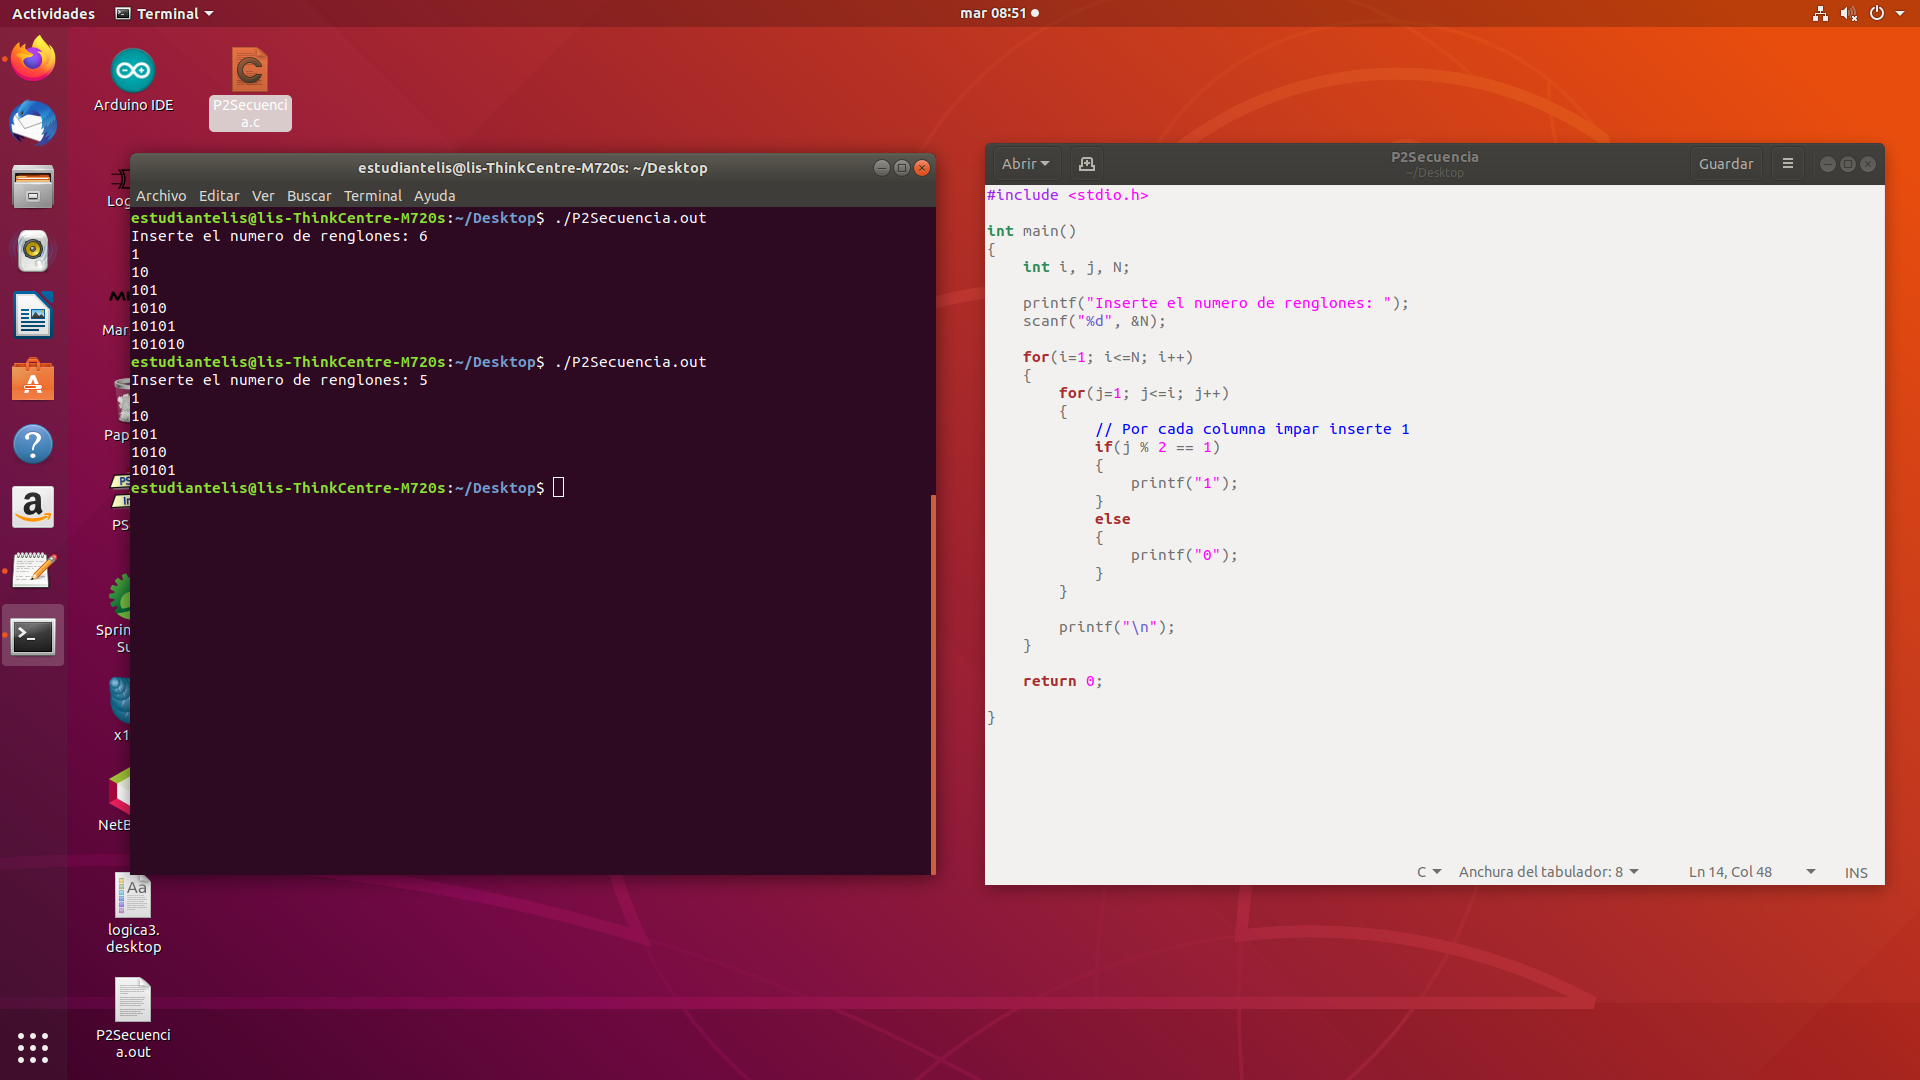 Actividades
Terminal
mar 08:51
Arduino IDE
P2Secuenci
a.c
estudiantelis@lis-ThinkCentre-M720s: ~/Desktop
Archivo Editar Ver Buscar Terminal Ayuda
estudiantelis@lis-ThinkCentre-M720s:~/Desktop$ ./P2Secuencia.out
Inserte el numero de renglones: 6
1
10
101
1010
10101
101010
estudiantelis@lis-ThinkCentre-M720s:~/Desktop$ ./P2Secuencia.out
Inserte el numero de renglones: 5
1
10
101
1010
10101
estudiantelis@lis-ThinkCentre-M720s:~/Desktop$
Abrir
P2Secuencia
~/Desktop
Guardar
#include <stdio.h>
int main()
{
    int i, j, N;
    printf("Inserte el numero de renglones: ");
    scanf("%d", &N);
    for(i=1; i<=N; i++)
    {
        for(j=1; j<=i; j++)
        {
            // Por cada columna impar inserte 1
            if(j % 2 == 1)
            {
                printf("1");
            }
            else
            {
                printf("0");
            }
        }
        printf("\n");
    }
    return 0;
}
C
Anchura del tabulador: 8
Ln 14, Col 48
INS
Log
Mar
Pap
PS
Sprin
Su
x1
NetB
Aa
logica3.
desktop
P2Secuenci
a.out